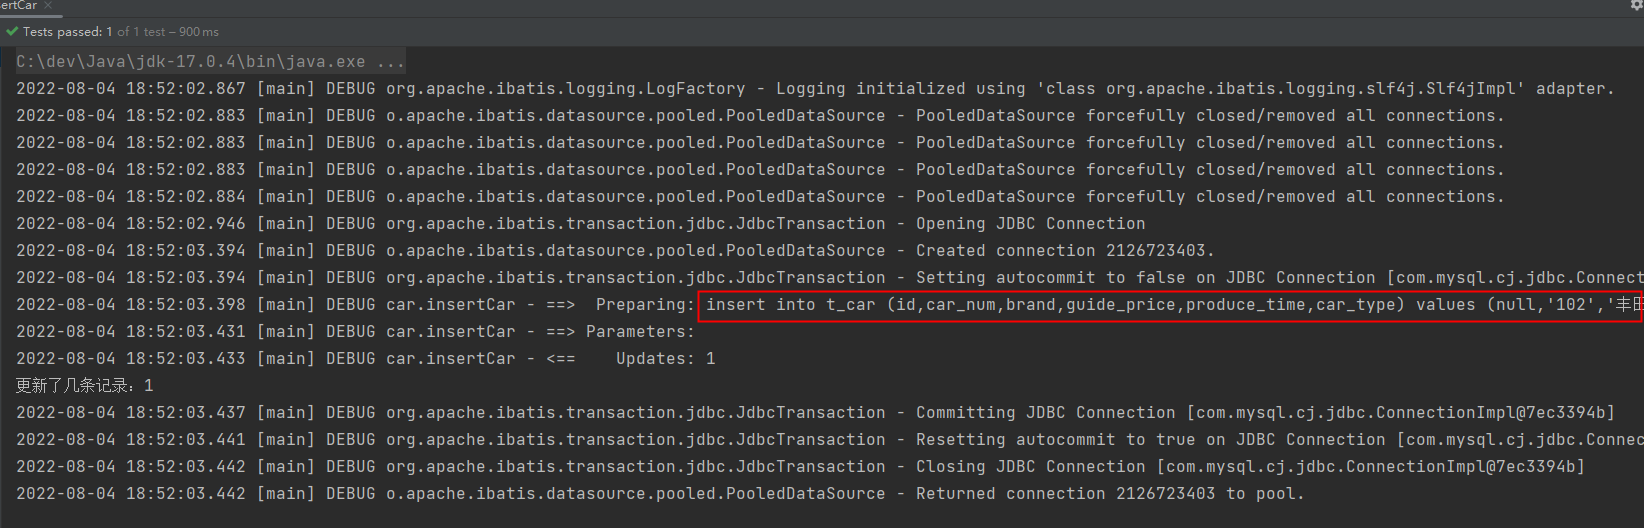 sertCar ×
Tests passed: 1 of 1 test – 900 ms
C:\dev\Java\jdk-17.0.4\bin\java.exe ...
2022-08-04 18:52:02.867 [main] DEBUG org.apache.ibatis.logging.LogFactory - Logging initialized using 'class org.apache.ibatis.logging.slf4j.Slf4jImpl' adapter.
2022-08-04 18:52:02.883 [main] DEBUG o.apache.ibatis.datasource.pooled.PooledDataSource - PooledDataSource forcefully closed/removed all connections.
2022-08-04 18:52:02.883 [main] DEBUG o.apache.ibatis.datasource.pooled.PooledDataSource - PooledDataSource forcefully closed/removed all connections.
2022-08-04 18:52:02.883 [main] DEBUG o.apache.ibatis.datasource.pooled.PooledDataSource - PooledDataSource forcefully closed/removed all connections.
2022-08-04 18:52:02.884 [main] DEBUG o.apache.ibatis.datasource.pooled.PooledDataSource - PooledDataSource forcefully closed/removed all connections.
2022-08-04 18:52:02.946 [main] DEBUG org.apache.ibatis.transaction.jdbc.JdbcTransaction - Opening JDBC Connection
2022-08-04 18:52:03.394 [main] DEBUG o.apache.ibatis.datasource.pooled.PooledDataSource - Created connection 2126723403.
2022-08-04 18:52:03.394 [main] DEBUG org.apache.ibatis.transaction.jdbc.JdbcTransaction - Setting autocommit to false on JDBC Connection [com.mysql.cj.jdbc.Connect
2022-08-04 18:52:03.398 [main] DEBUG car.insertCar - ==>  Preparing: insert into t_car (id,car_num,brand,guide_price,produce_time,car_type) values (null,'102','丰田
2022-08-04 18:52:03.431 [main] DEBUG car.insertCar - ==> Parameters:
2022-08-04 18:52:03.433 [main] DEBUG car.insertCar - <==    Updates: 1
更新了几条记录：1
2022-08-04 18:52:03.437 [main] DEBUG org.apache.ibatis.transaction.jdbc.JdbcTransaction - Committing JDBC Connection [com.mysql.cj.jdbc.ConnectionImpl@7ec3394b]
2022-08-04 18:52:03.441 [main] DEBUG org.apache.ibatis.transaction.jdbc.JdbcTransaction - Resetting autocommit to true on JDBC Connection [com.mysql.cj.jdbc.Connec
2022-08-04 18:52:03.442 [main] DEBUG org.apache.ibatis.transaction.jdbc.JdbcTransaction - Closing JDBC Connection [com.mysql.cj.jdbc.ConnectionImpl@7ec3394b]
2022-08-04 18:52:03.442 [main] DEBUG o.apache.ibatis.datasource.pooled.PooledDataSource - Returned connection 2126723403 to pool.